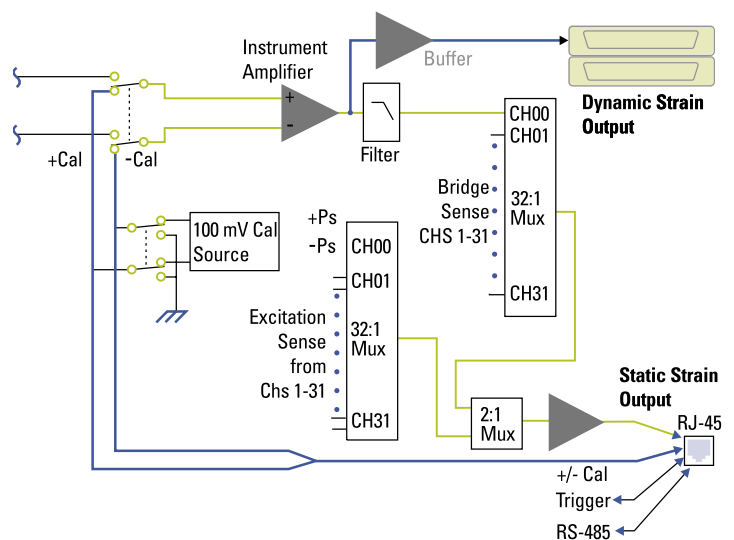 Instrument
Amplifier
Buffer
Dynamic Strain
Output
+
-
Filter
+Cal
-Cal
CH00
CH01
Bridge
Sense
CHS 1-31
32:1
Mux
CH31
100 mV Cal
Source
+Ps
-Ps
CH00
CH01
Excitation
Sense
from
Chs 1-31
32:1
Mux
CH31
2:1
Mux
Static Strain
Output
RJ-45
+/- Cal
Trigger
RS-485